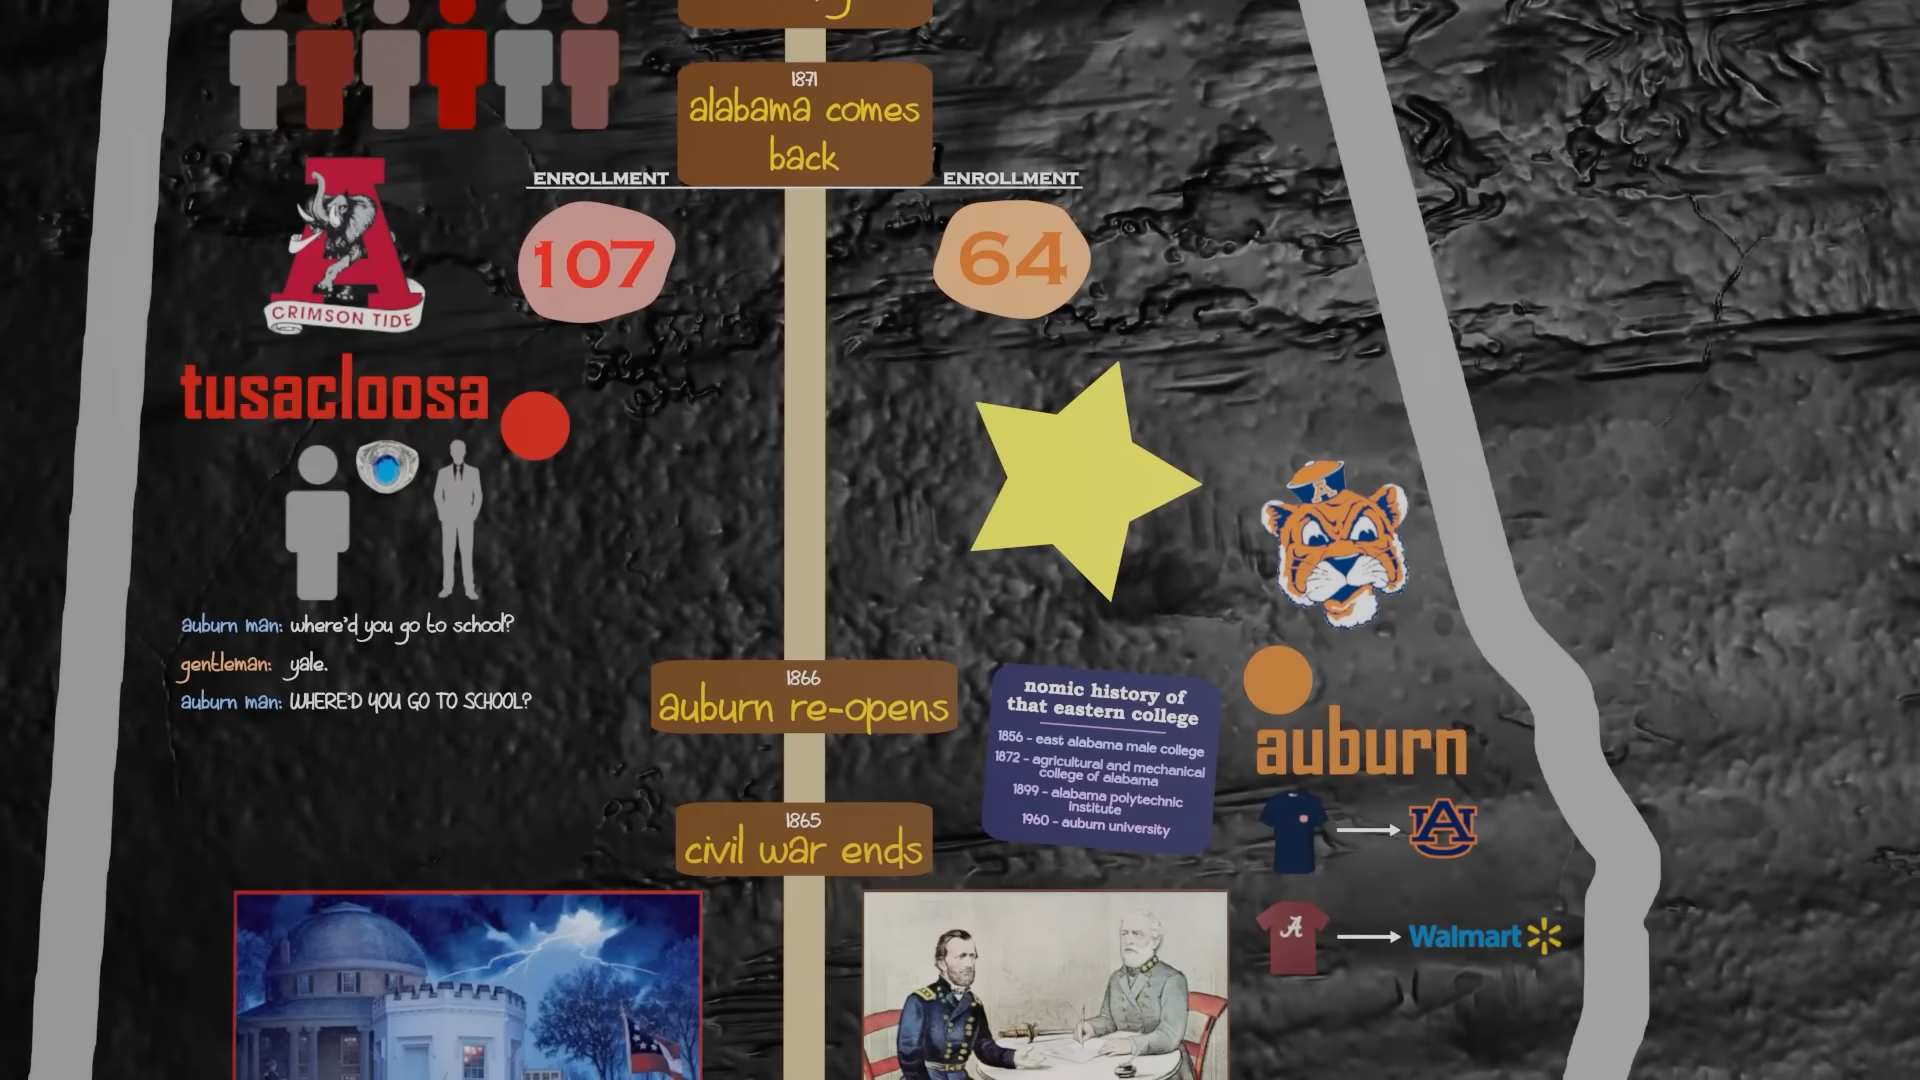 1871
alabama comes
back
ENROLLMENT
ENROLLMENT
107
64
CRIMSON TIDE
tusacloosa
auburn man: where'd you go to school?
gentleman: yale.
auburn man: WHERE'D YOU GO TO SCHOOL?
1866
auburn re-opens
nomic history of
that eastern college
1856 - east alabama male college
1872 - agricultural and mechanical
college of alabama
1899 - alabama polytechnic
institute
1960 - auburn university
A
auburn
AU
1865
civil war ends
A
Walmart